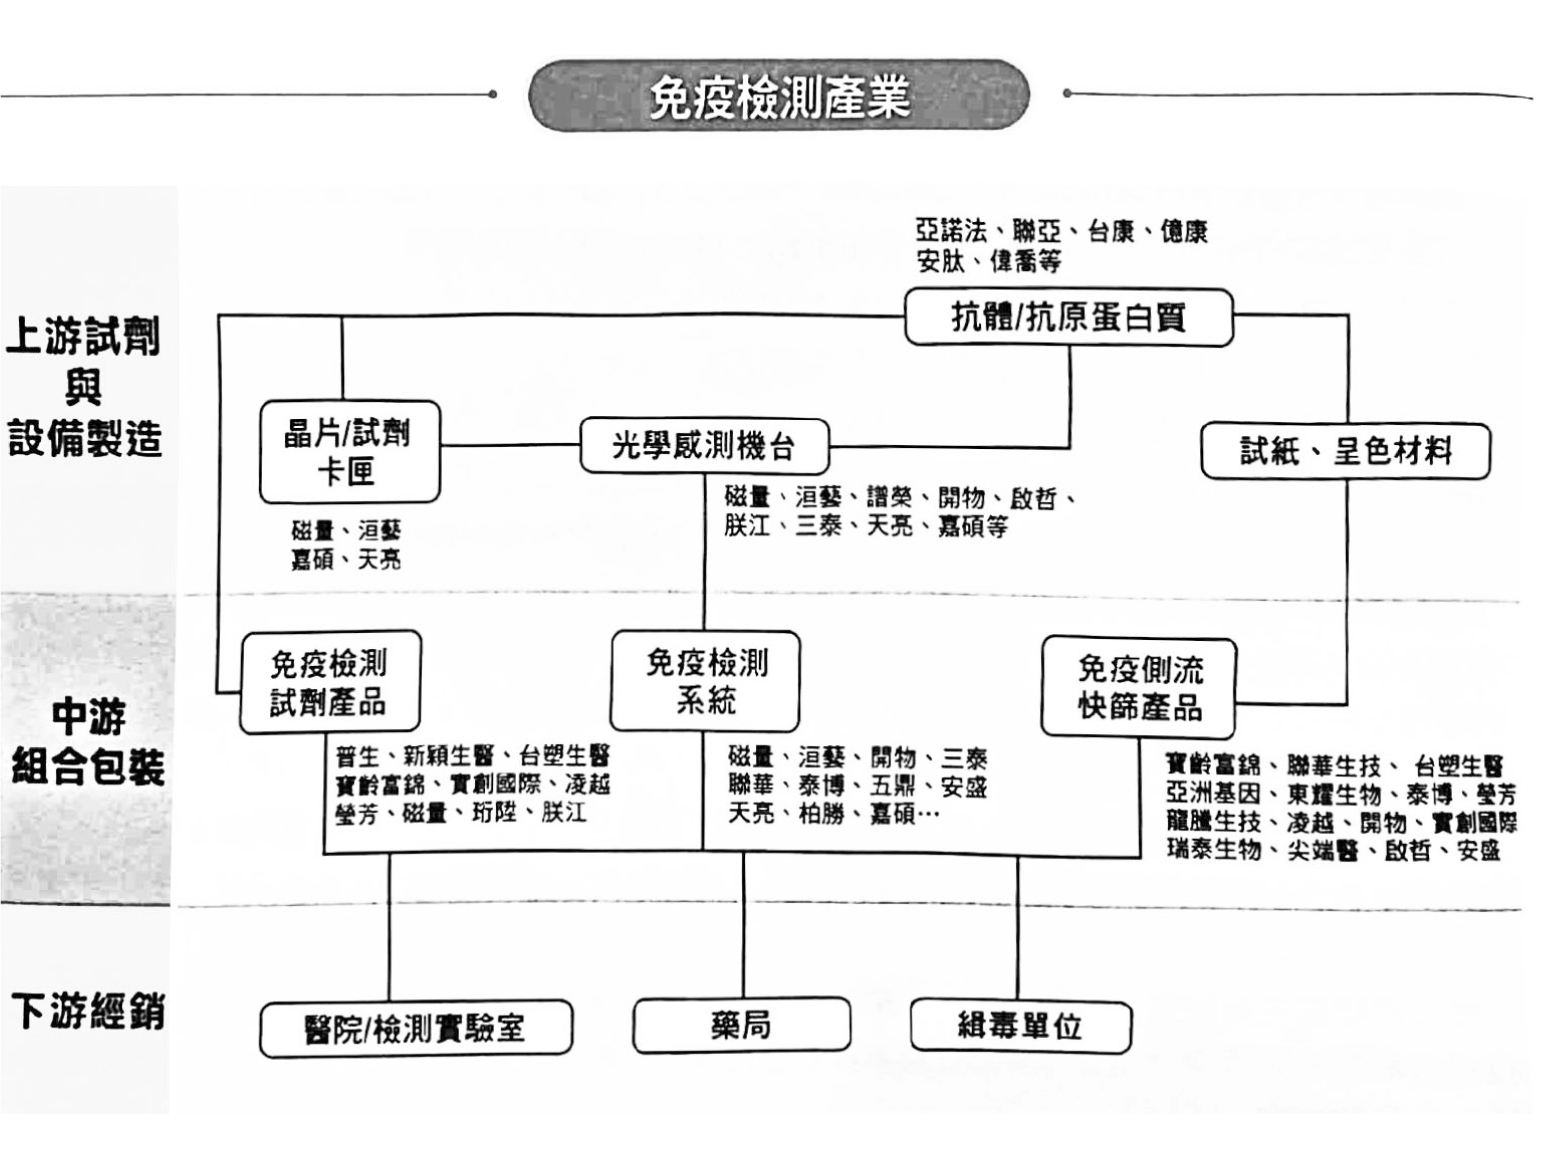 免疫檢測產業
上游試劑
與
設備製造
亞諾法、聯亞、台康、億康
安肽、偉喬等
抗體/抗原蛋白質
晶片/試劑
卡匣
磁量、洹藝
嘉碩、天亮
光學感測機台
磁量、洹藝、譜榮、開物、啟哲、
朕江、三泰、天亮、嘉碩等
試紙、呈色材料
中游
組合包裝
免疫檢測
試劑產品
普生、新穎生醫、台塑生醫
寶齡富錦、實創國際、凌越
瑩芳、磁量、珩陞、朕江
免疫檢測
系統
磁量、洹藝、開物、三泰
聯華、泰博、五鼎、安盛
天亮、柏勝、嘉碩…
免疫側流
快篩產品
寶齡富錦、聯華生技、台塑生醫
亞洲基因、東耀生物、泰博、瑩芳
龍騰生技、凌越、開物、實創國際
瑞泰生物、尖端醫、啟哲、安盛
下游經銷
醫院/檢測實驗室
藥局
緝毒單位